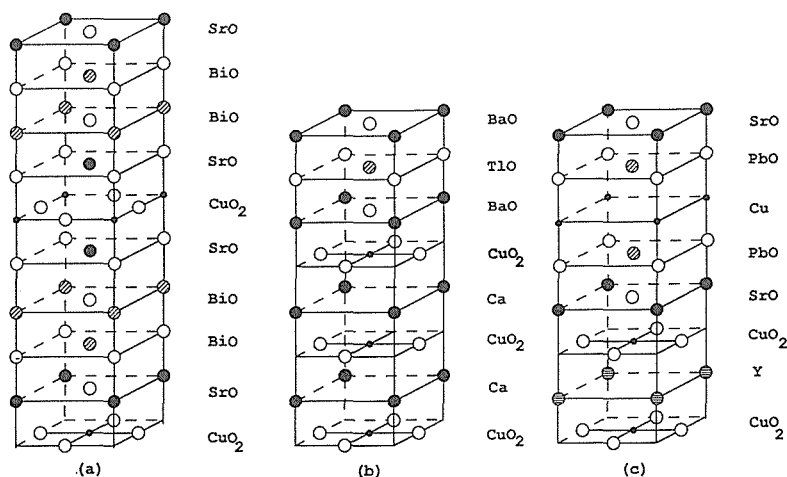 SrO
BiO
BiO
SrO
CuO₂
SrO
BiO
BiO
SrO
CuO₂
(a)
BaO
TlO
BaO
CuO₂
Ca
CuO₂
Ca
CuO₂
(b)
SrO
PbO
Cu
PbO
SrO
CuO₂
Y
CuO₂
(c)